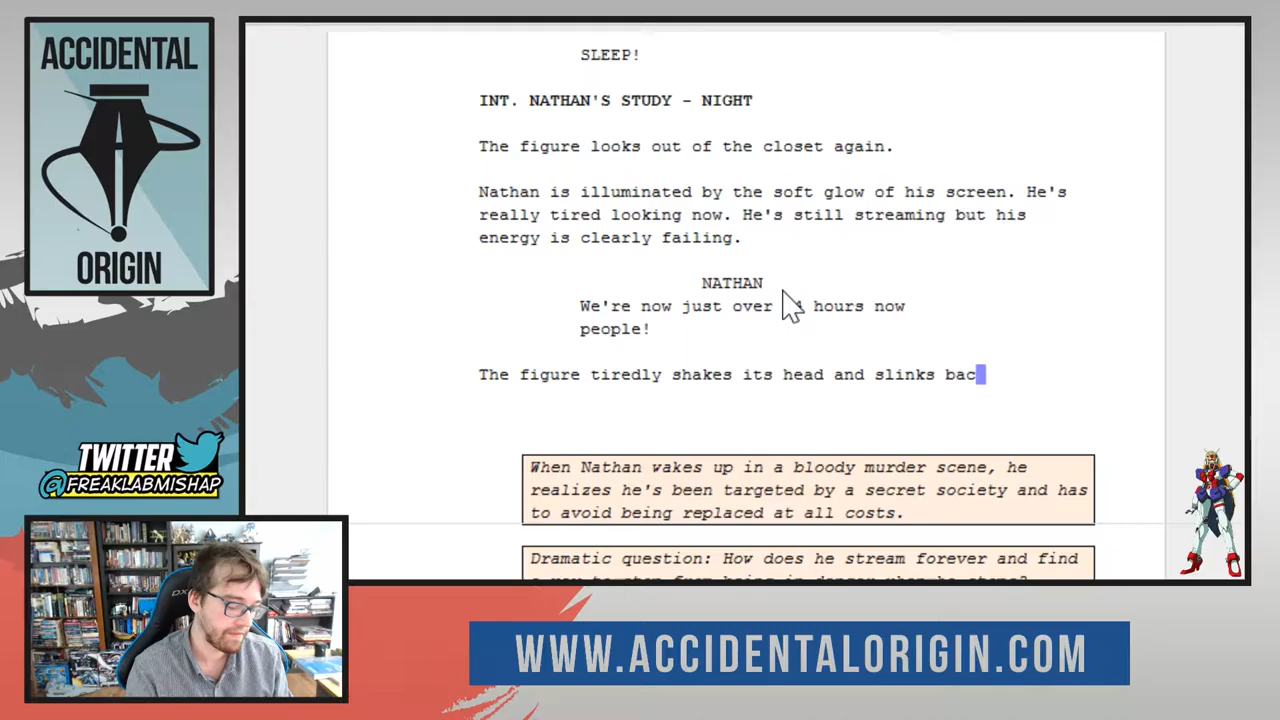 ACCIDENTAL
ORIGIN
SLEEP!
INT. NATHAN'S STUDY - NIGHT
The figure looks out of the closet again.
Nathan is illuminated by the soft glow of his screen. He's
really tired looking now. He's still streaming but his
energy is clearly failing.
NATHAN
We're now just over hours now
people!
The figure tiredly shakes its head and slinks bac
When Nathan wakes up in a bloody murder scene, he
realizes he's been targeted by a secret society and has
to avoid being replaced at all costs.
Dramatic question: How does he stream forever and find
TWITTER
@FREAKLABMISHAP
WWW.ACCIDENTALORIGIN.COM